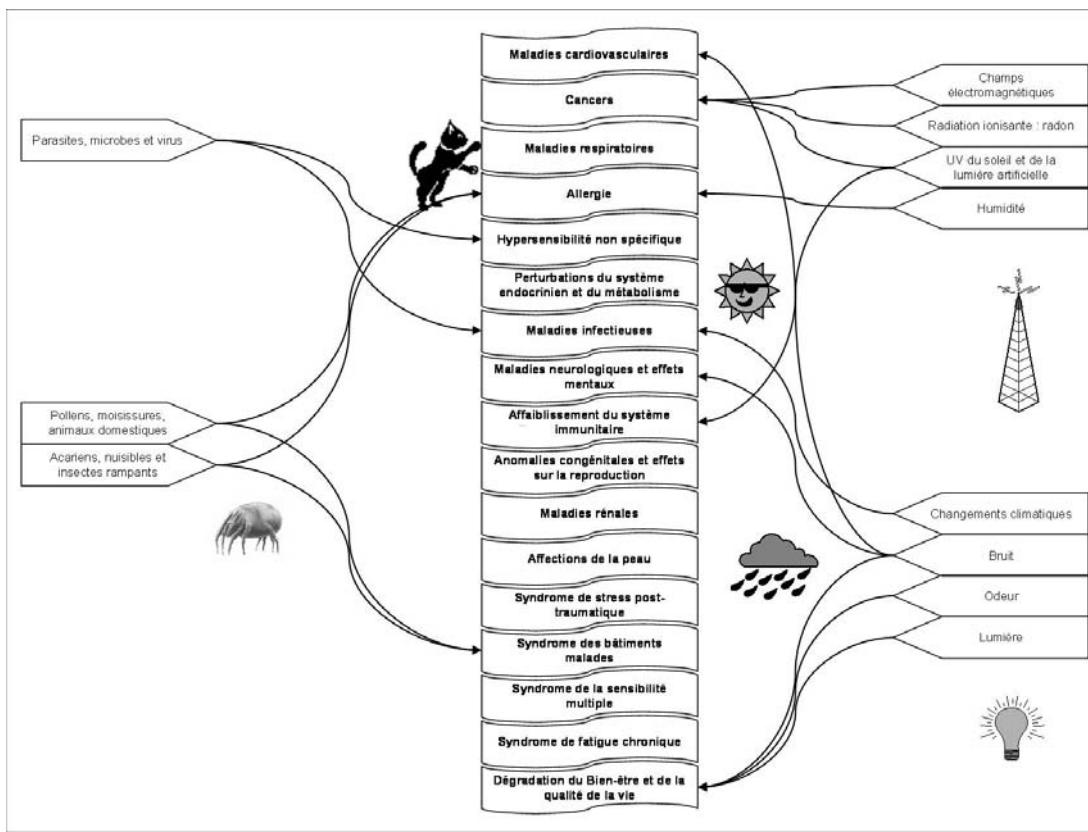 Parasites, microbes et virus
Pollens, moisissures,
animaux domestiques
Acariens, nuisibles et
insectes rampants
Maladies cardiovasculaires
Cancers
Maladies respiratoires
Allergie
Hypersensibilité non spécifique
Perturbations du système
endocrinien et du métabolisme
Maladies infectieuses
Maladies neurologiques et effets
mentaux
Affaiblissement du système
immunitaire
Anomalies congénitales et effets
sur la reproduction
Maladies rénales
Affections de la peau
Syndrome de stress post-
traumatique
Syndrome des bâtiments
malades
Syndrome de la sensibilité
multiple
Syndrome de fatigue chronique
Dégradation du Bien-être et de la
qualité de la vie
Champs
électromagnétiques
Radiation ionisante : radon
UV du soleil et de la
lumière artificielle
Humidité
Changements climatiques
Bruit
Odeur
Lumière